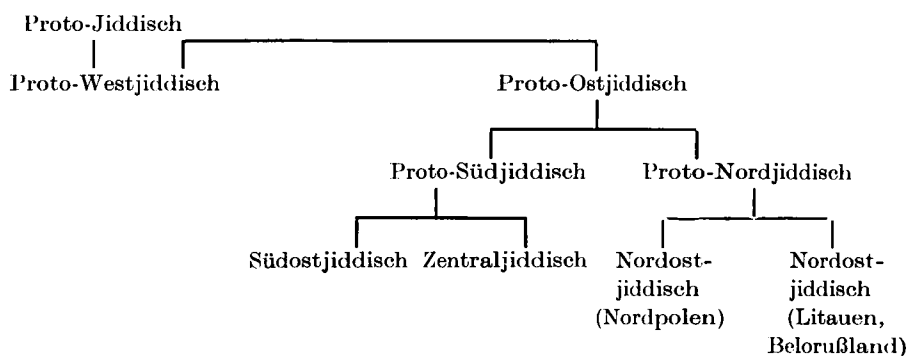 Proto-Jiddisch
Proto-Westjiddisch Proto-Ostjiddisch
Proto-Südjiddisch Proto-Nordjiddisch
Südostjiddisch Zentraljiddisch Nordost- Nordost-
jiddisch jiddisch
(Nordpolen) (Litauen,
Belorußland)